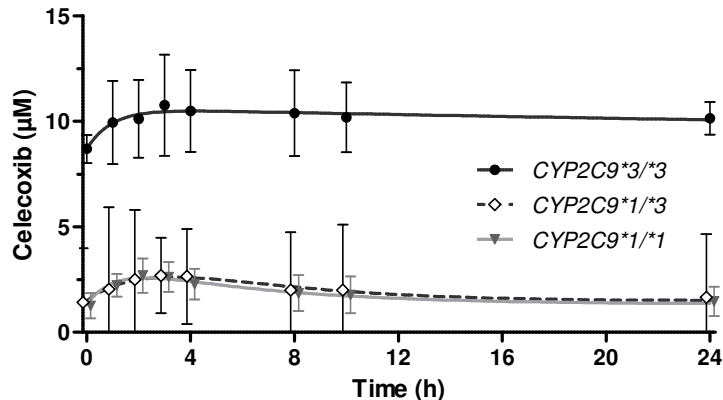 15
10
5
0
Celecoxib (µM)
CYP2C9*3/*3
CYP2C9*1/*3
CYP2C9*1/*1
0 4 8 12 16 20 24
Time (h)